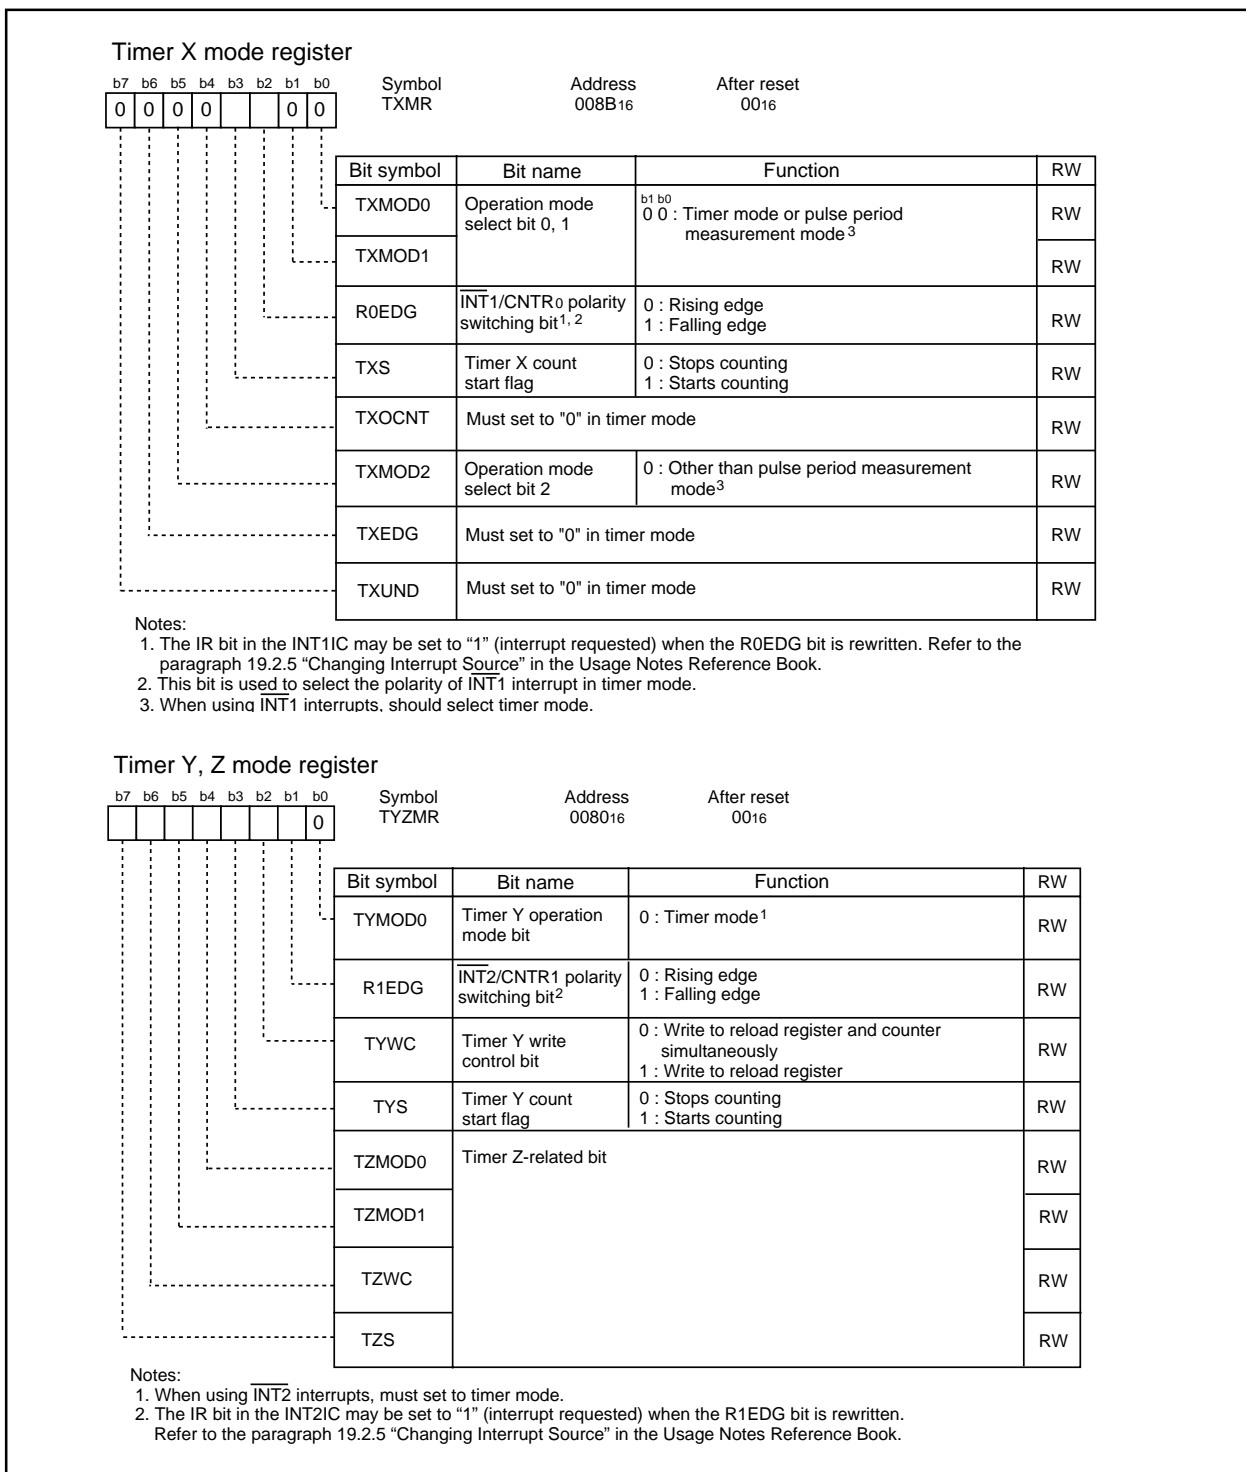 Timer X mode register
b7 b6 b5 b4 b3 b2 b1 b0 Symbol Address After reset
0 0 0 0 0 0 TXMR 008B16 0016
Bit symbol Bit name Function RW
TXMOD0 Operation mode select bit 0, 1 b1 b0
0 0 : Timer mode or pulse period measurement mode3 RW
TXMOD1 RW
R0EDG INT1/CNTR0 polarity 0 : Rising edge RW
switching bit1, 2 1 : Falling edge
TXS Timer X count 0 : Stops counting RW
start flag 1 : Starts counting
TXOCNT Must set to "0" in timer mode RW
TXMOD2 Operation mode 0 : Other than pulse period measurement RW
select bit 2 mode3
TXEDG Must set to "0" in timer mode RW
TXUND Must set to "0" in timer mode RW
Notes:
1. The IR bit in the INT1IC may be set to “1” (interrupt requested) when the R0EDG bit is rewritten. Refer to the
paragraph 19.2.5 “Changing Interrupt Source” in the Usage Notes Reference Book.
2. This bit is used to select the polarity of INT1 interrupt in timer mode.
3. When using INT1 interrupts, should select timer mode.
Timer Y, Z mode register
b7 b6 b5 b4 b3 b2 b1 b0 Symbol Address After reset
0 TYZMR 008016 0016
Bit symbol Bit name Function RW
TYMOD0 Timer Y operation 0 : Timer mode1 RW
mode bit
R1EDG INT2/CNTR1 polarity 0 : Rising edge RW
switching bit2 1 : Falling edge
TYWC Timer Y write 0 : Write to reload register and counter RW
control bit simultaneously
1 : Write to reload register
TYS Timer Y count 0 : Stops counting RW
start flag 1 : Starts counting
TZMOD0 Timer Z-related bit RW
TZMOD1 RW
TZWC RW
TZS RW
Notes:
1. When using INT2 interrupts, must set to timer mode.
2. The IR bit in the INT2IC may be set to “1” (interrupt requested) when the R1EDG bit is rewritten.
Refer to the paragraph 19.2.5 “Changing Interrupt Source” in the Usage Notes Reference Book.